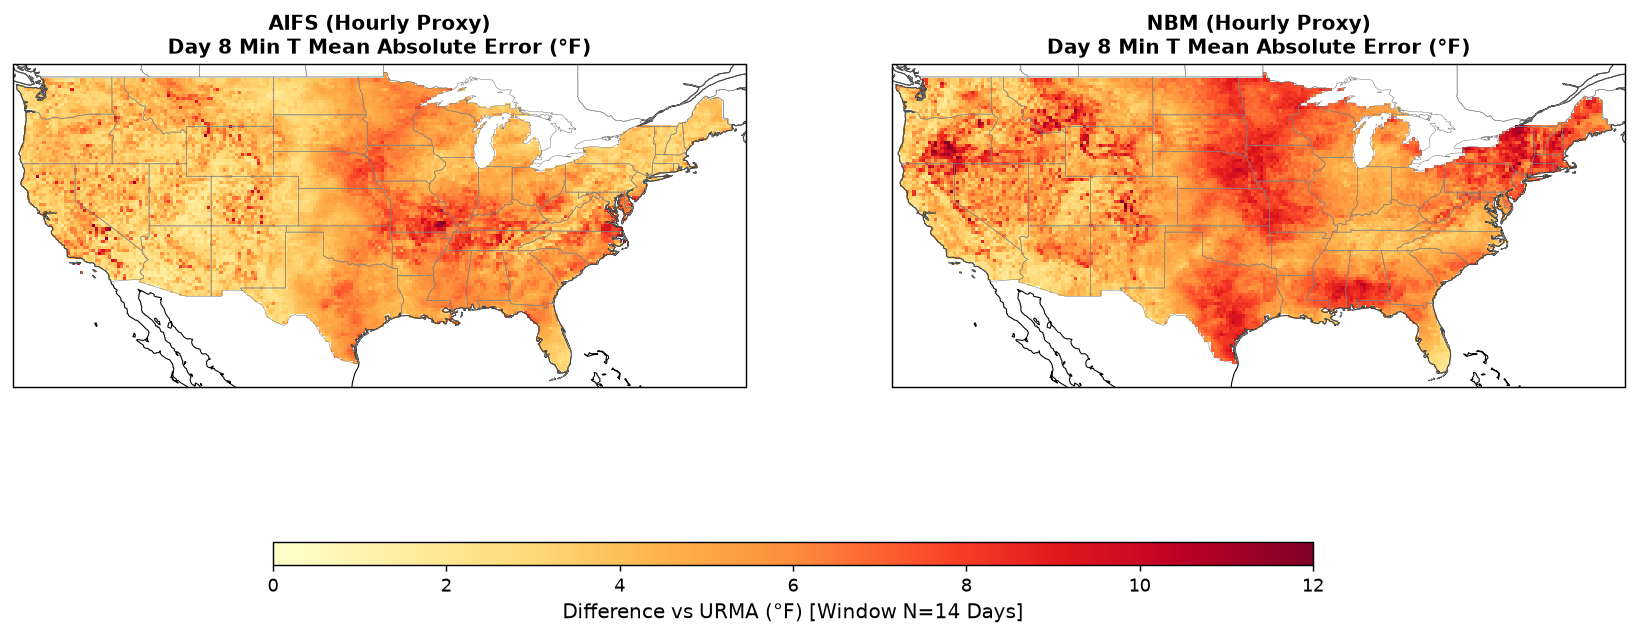 AIFS (Hourly Proxy)
Day 8 Min T Mean Absolute Error (°F)
NBM (Hourly Proxy)
Day 8 Min T Mean Absolute Error (°F)
0 2 4 6 8 10 12
Difference vs URMA (°F) [Window N=14 Days]